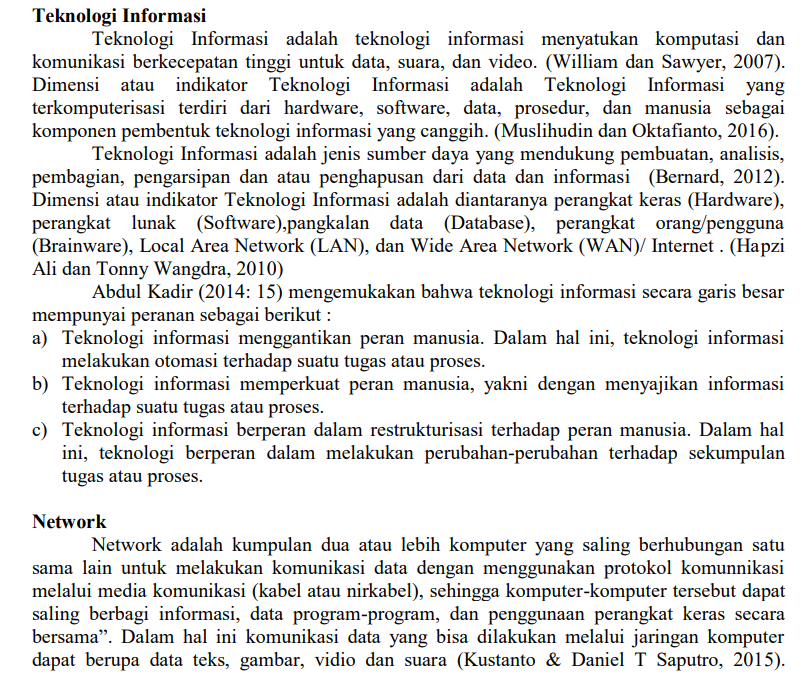 Teknologi Informasi
Teknologi Informasi adalah teknologi informasi menyatukan komputasi dan
komunikasi berkecepatan tinggi untuk data, suara, dan video. (William dan Sawyer, 2007).
Dimensi atau indikator Teknologi Informasi adalah Teknologi Informasi yang
terkomputerisasi terdiri dari hardware, software, data, prosedur, dan manusia sebagai
komponen pembentuk teknologi informasi yang canggih. (Muslihudin dan Oktafianto, 2016).
Teknologi Informasi adalah jenis sumber daya yang mendukung pembuatan, analisis,
pembagian, pengarsipan dan atau penghapusan dari data dan informasi (Bernard, 2012).
Dimensi atau indikator Teknologi Informasi adalah diantaranya perangkat keras (Hardware),
perangkat lunak (Software),pangkalan data (Database), perangkat orang/pengguna
(Brainware), Local Area Network (LAN), dan Wide Area Network (WAN)/ Internet . (Hapzi
Ali dan Tonny Wangdra, 2010)
Abdul Kadir (2014: 15) mengemukakan bahwa teknologi informasi secara garis besar
mempunyai peranan sebagai berikut :
a) Teknologi informasi menggantikan peran manusia. Dalam hal ini, teknologi informasi
melakukan otomasi terhadap suatu tugas atau proses.
b) Teknologi informasi memperkuat peran manusia, yakni dengan menyajikan informasi
terhadap suatu tugas atau proses.
c) Teknologi informasi berperan dalam restrukturisasi terhadap peran manusia. Dalam hal
ini, teknologi berperan dalam melakukan perubahan-perubahan terhadap sekumpulan
tugas atau proses.
Network
Network adalah kumpulan dua atau lebih komputer yang saling berhubungan satu
sama lain untuk melakukan komunikasi data dengan menggunakan protokol komunnikasi
melalui media komunikasi (kabel atau nirkabel), sehingga komputer-komputer tersebut dapat
saling berbagi informasi, data program-program, dan penggunaan perangkat keras secara
bersama”. Dalam hal ini komunikasi data yang bisa dilakukan melalui jaringan komputer
dapat berupa data teks, gambar, vidio dan suara (Kustanto & Daniel T Saputro, 2015).